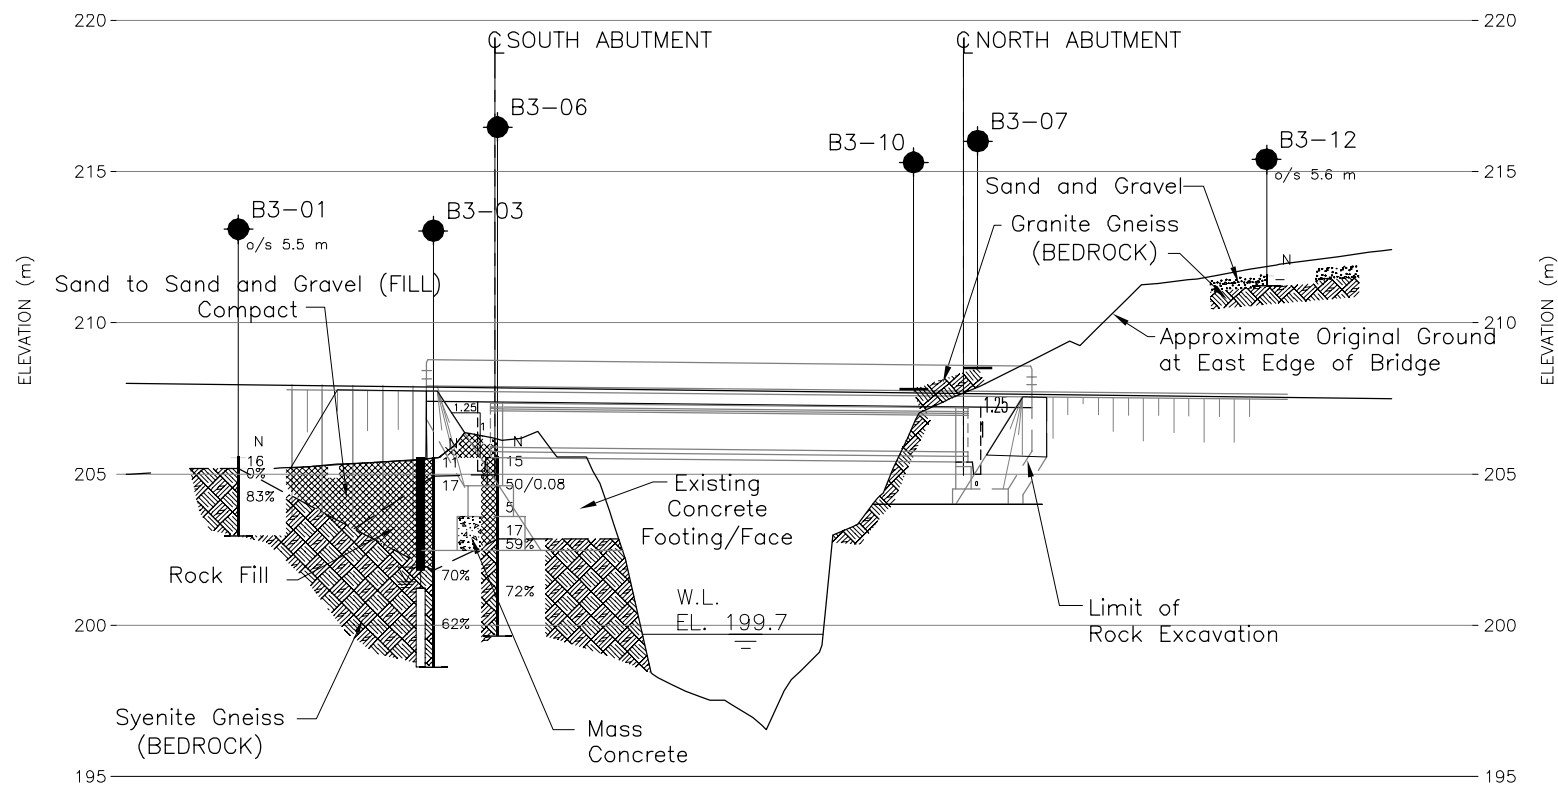 220
220
℄ SOUTH ABUTMENT
℄ NORTH ABUTMENT
B3-06
B3-07
B3-10
B3-12
o/s 5.6 m
215
215
Sand and Gravel
B3-01
B3-03
o/s 5.5 m
Granite Gneiss
(BEDROCK)
N
ELEVATION (m)
ELEVATION (m)
Sand to Sand and Gravel (FILL)
Compact
210
210
Approximate Original Ground
at East Edge of Bridge
1.25
1.25
1
N
N
N
16
0%
83%
11
17
15
50/0.08
5
17
59%
205
205
Existing
Concrete
Footing/Face
Rock Fill
70%
72%
62%
W.L.
EL. 199.7
Limit of
Rock Excavation
200
200
Syenite Gneiss
(BEDROCK)
Mass
Concrete
195
195